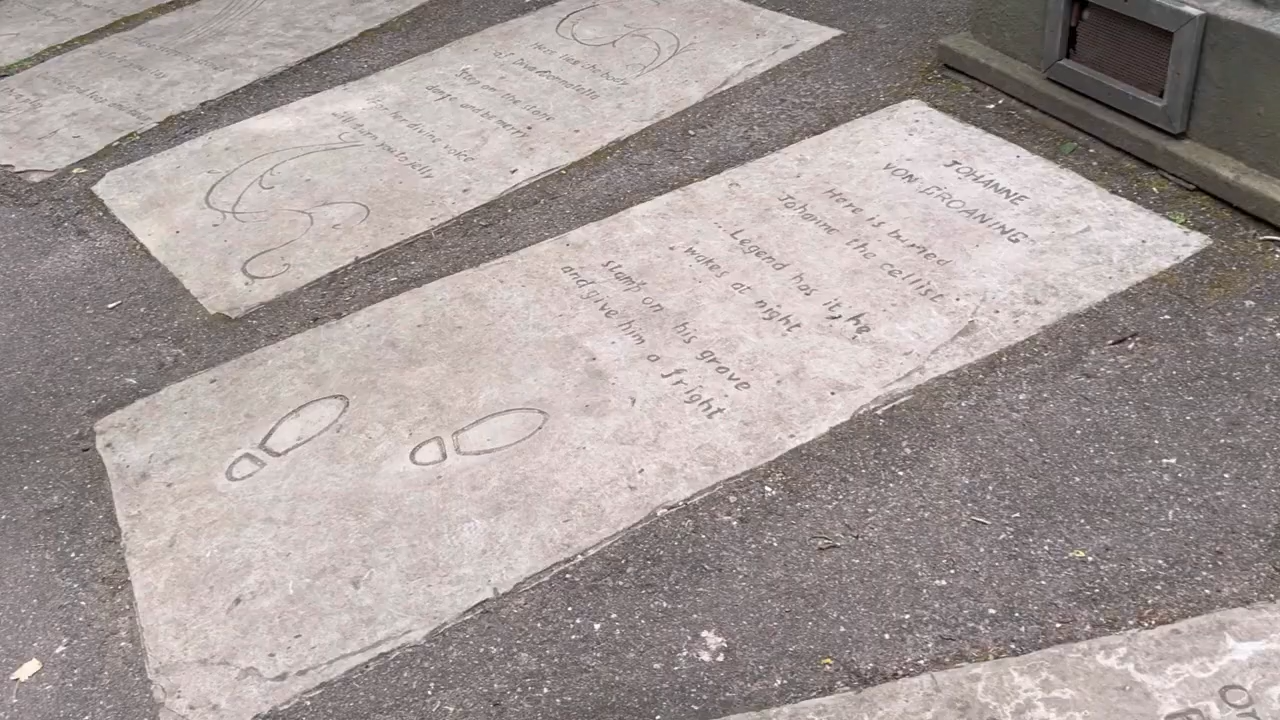 JOHANNE
VON GROANING
Here is buried
Johanne the cellist
Legend has it, he
wakes at night
stamp on his grave
and give him a fright
Here lies the body
of Diva
Step on the stone
dance and be merry
For her divine voice
turn you to jelly